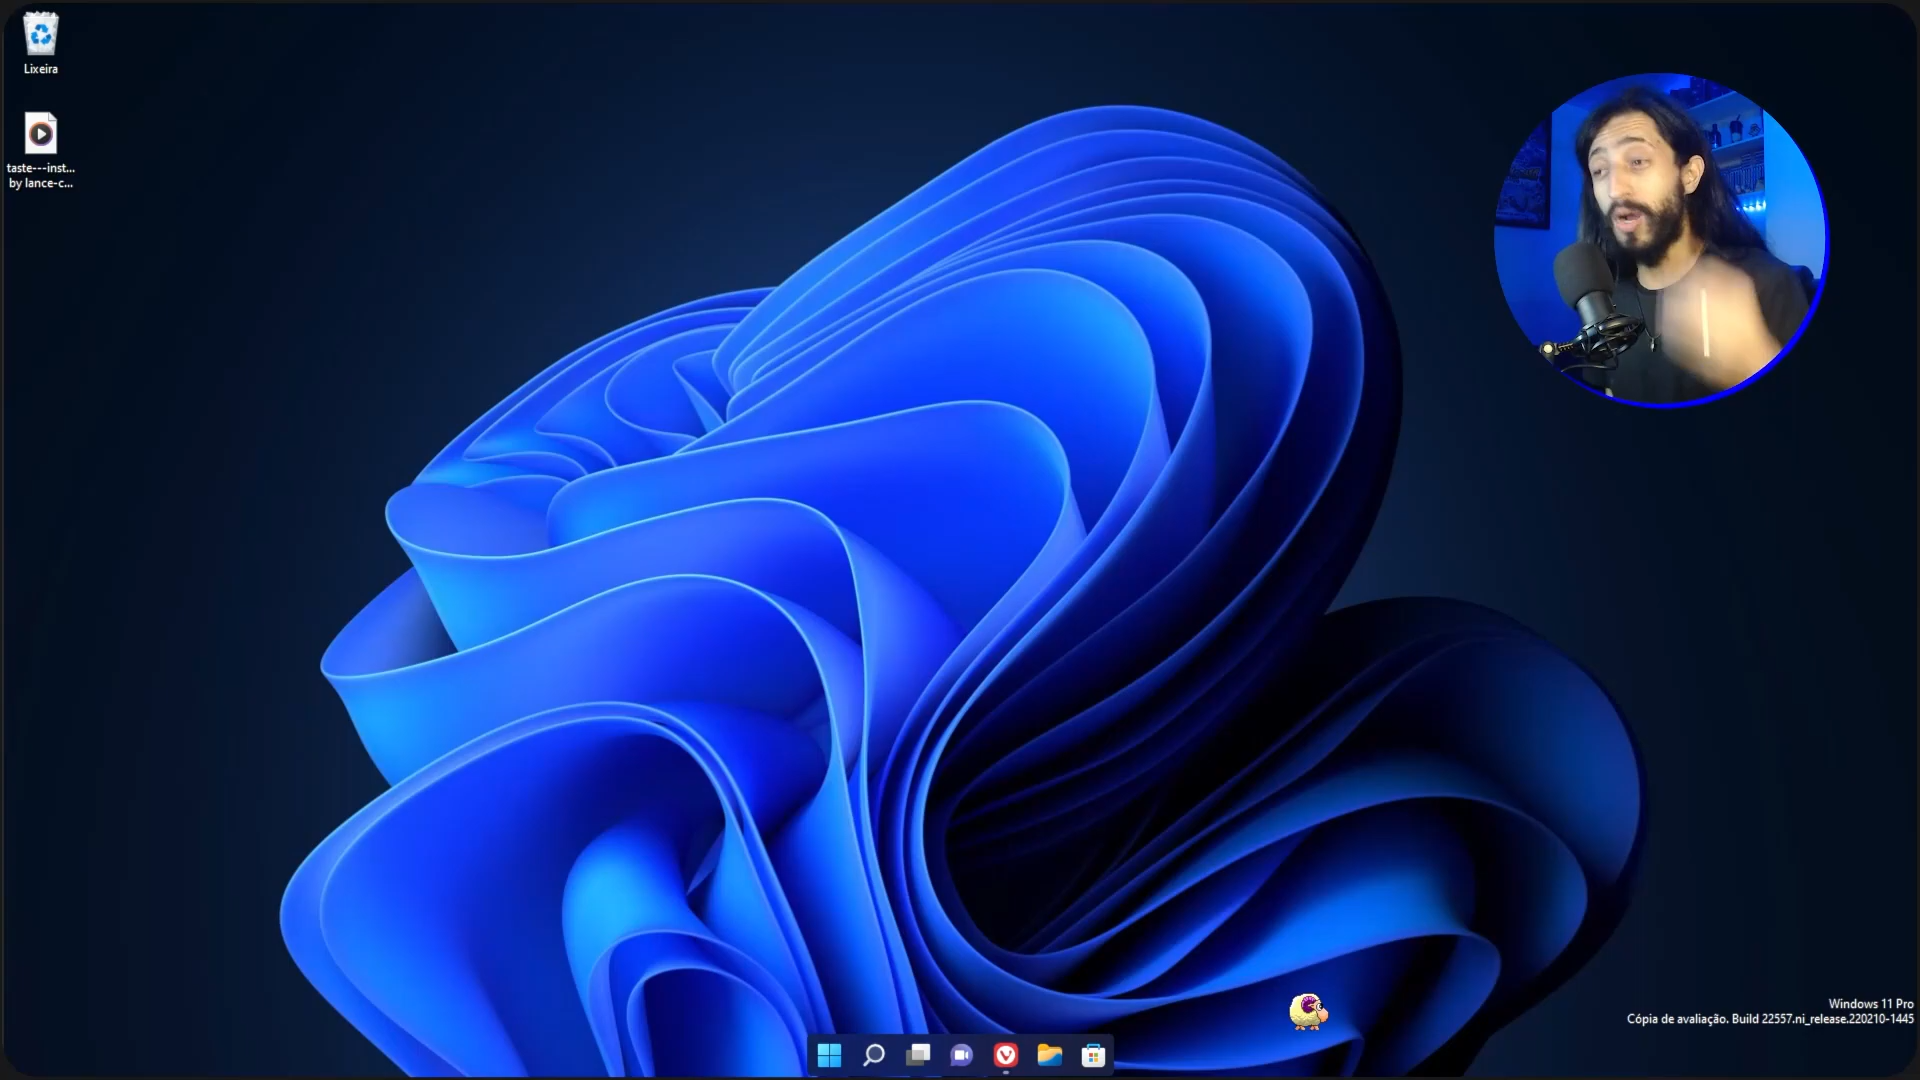 Lixeira
taste---inst...
by lance-c...
Windows 11 Pro
Cópia de avaliação. Build 22557.ni_release.220210-1445